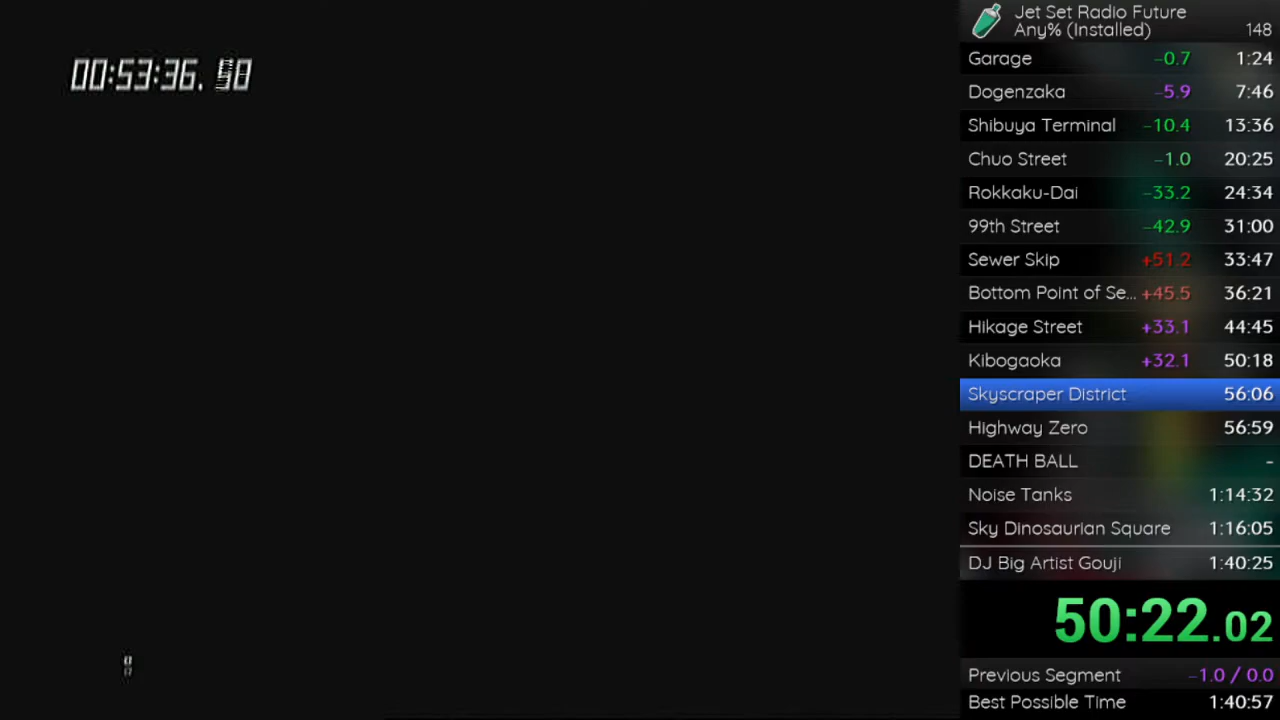 00:53:36. 90
Jet Set Radio Future
Any% (Installed) 148
Garage -0.7 1:24
Dogenzaka -5.9 7:46
Shibuya Terminal -10.4 13:36
Chuo Street -1.0 20:25
Rokkaku-Dai -33.2 24:34
99th Street -42.9 31:00
Sewer Skip +51.2 33:47
Bottom Point of Se... +45.5 36:21
Hikage Street +33.1 44:45
Kibogaoka +32.1 50:18
Skyscraper District 56:06
Highway Zero 56:59
DEATH BALL -
Noise Tanks 1:14:32
Sky Dinosaurian Square 1:16:05
DJ Big Artist Gouji 1:40:25
50:22.02
Previous Segment -1.0 / 0.0
Best Possible Time 1:40:57